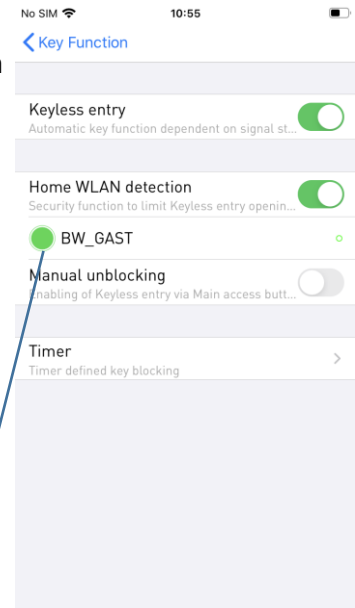 No SIM 10:55
Key Function
Keyless entry
Automatic key function dependent on signal st...
Home WLAN detection
Security function to limit Keyless entry openin...
BW_GAST
Manual unblocking
Enabling of Keyless entry via Main access butt...
Timer
Timer defined key blocking